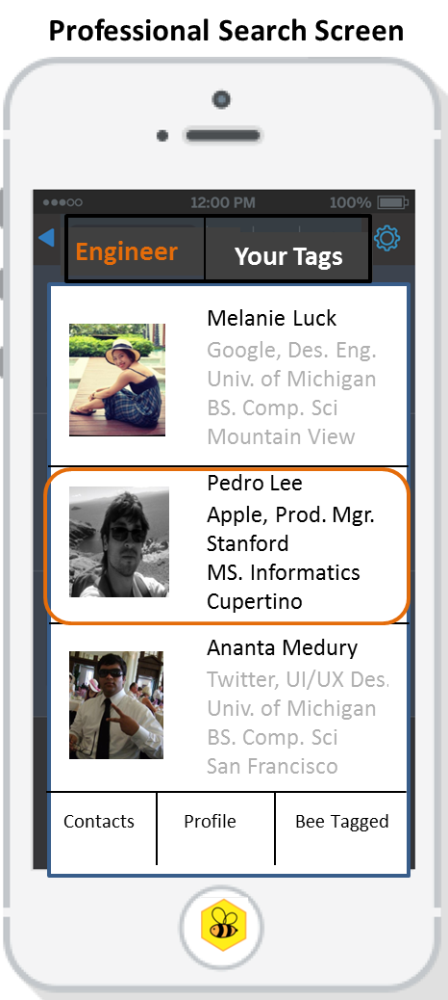 Professional Search Screen
12:00 PM 100%
Engineer Your Tags
Melanie Luck
Google, Des. Eng.
Univ. of Michigan
BS. Comp. Sci
Mountain View
Pedro Lee
Apple, Prod. Mgr.
Stanford
MS. Informatics
Cupertino
Ananta Medury
Twitter, UI/UX Des.
Univ. of Michigan
BS. Comp. Sci
San Francisco
Contacts Profile Bee Tagged